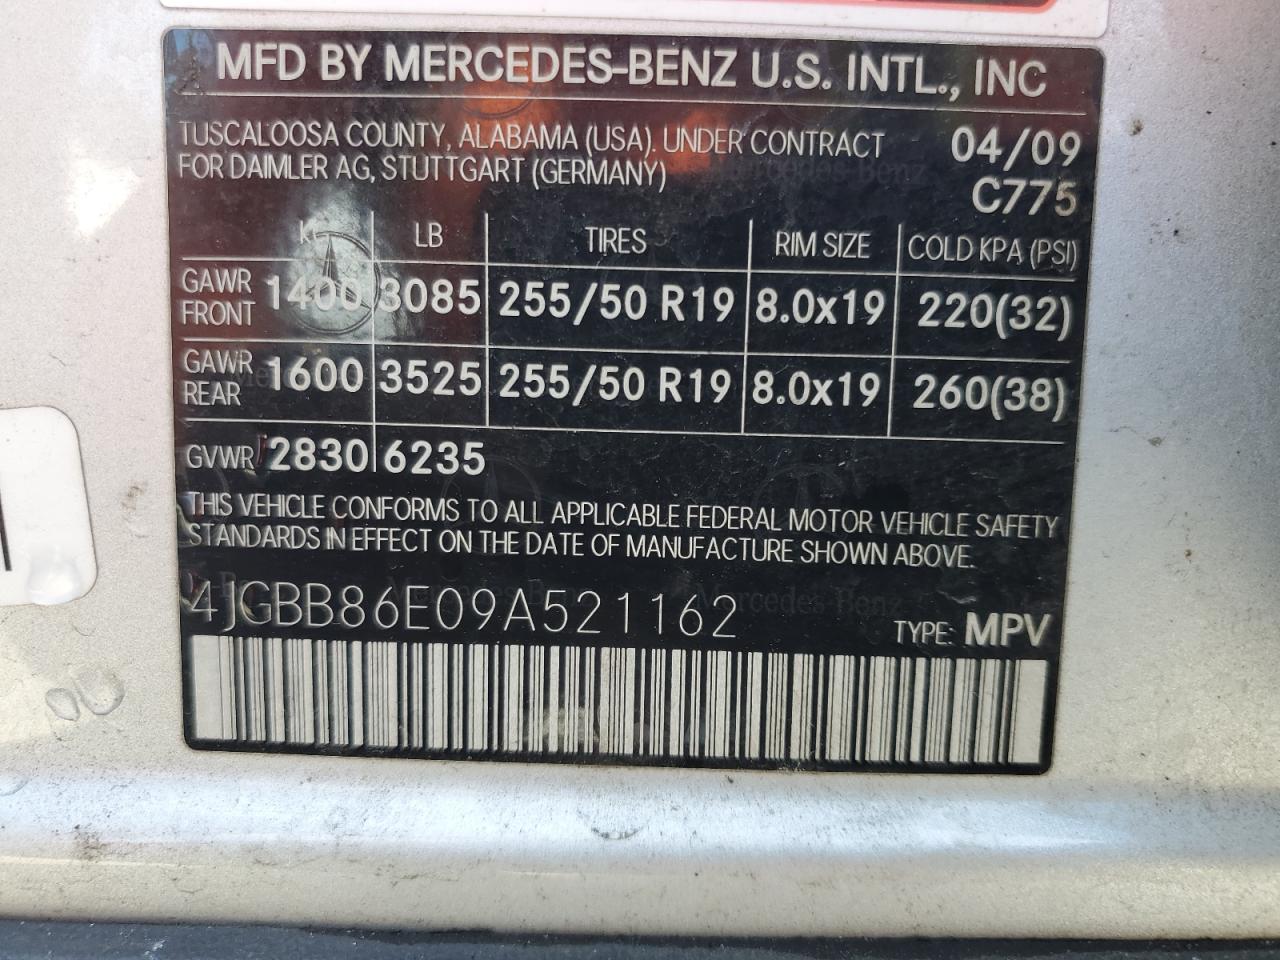 MFD BY MERCEDES-BENZ U.S. INTL., INC
TUSCALOOSA COUNTY, ALABAMA (USA). UNDER CONTRACT 04/09
FOR DAIMLER AG, STUTTGART (GERMANY) C775
LB TIRES RIM SIZE COLD KPA (PSI)
GAWR FRONT 1400 3085 255/50 R19 8.0x19 220(32)
GAWR REAR 1600 3525 255/50 R19 8.0x19 260(38)
GVWR 2830 6235
THIS VEHICLE CONFORMS TO ALL APPLICABLE FEDERAL MOTOR VEHICLE SAFETY
STANDARDS IN EFFECT ON THE DATE OF MANUFACTURE SHOWN ABOVE.
4JGBB86E09A521162
TYPE: MPV